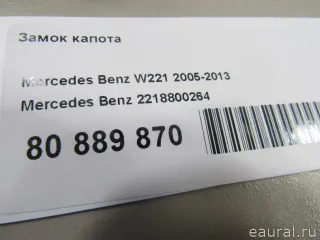 Замок капота
Mercedes Benz W221 2005-2013
Mercedes Benz 2218800264
80 889 870
eaural.ru